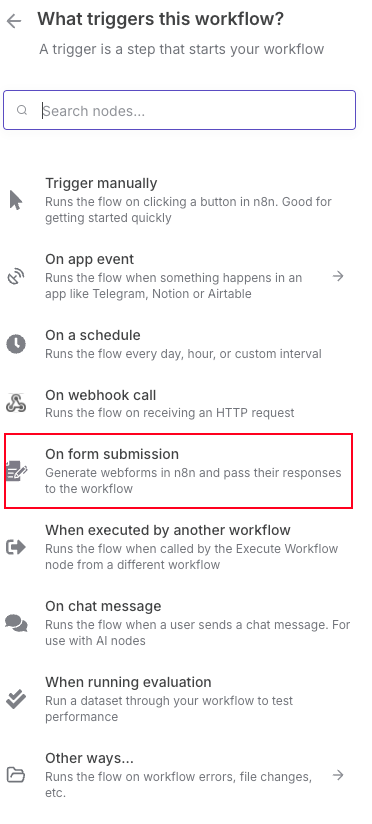 What triggers this workflow?
A trigger is a step that starts your workflow
Search nodes...
Trigger manually
Runs the flow on clicking a button in n8n. Good for
getting started quickly
On app event
Runs the flow when something happens in an
app like Telegram, Notion or Airtable
On a schedule
Runs the flow every day, hour, or custom interval
On webhook call
Runs the flow on receiving an HTTP request
On form submission
Generate webforms in n8n and pass their responses
to the workflow
When executed by another workflow
Runs the flow when called by the Execute Workflow
node from a different workflow
On chat message
Runs the flow when a user sends a chat message. For
use with AI nodes
When running evaluation
Run a dataset through your workflow to test
performance
Other ways...
Runs the flow on workflow errors, file changes,
etc.